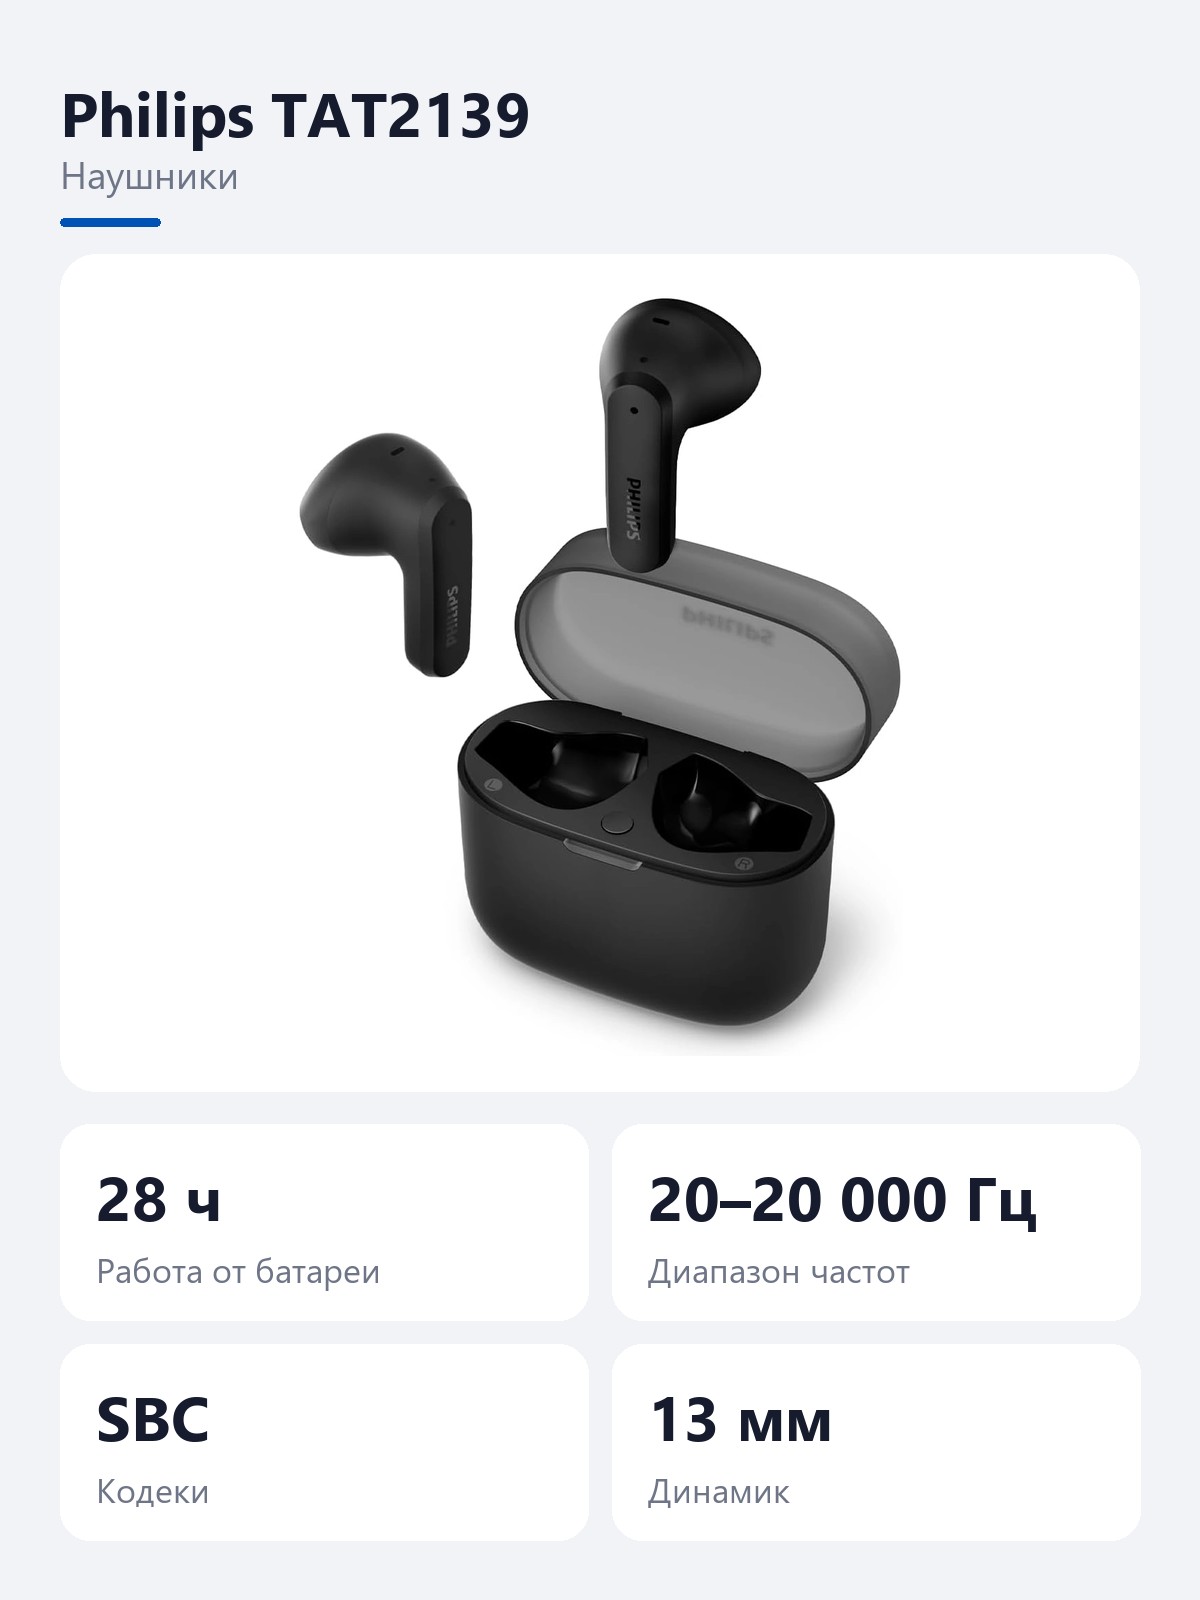 Philips TAT2139
Наушники
PHILIPS
PHILIPS
PHILIPS
L
R
28 ч
Работа от батареи
20–20 000 Гц
Диапазон частот
SBC
Кодеки
13 мм
Динамик